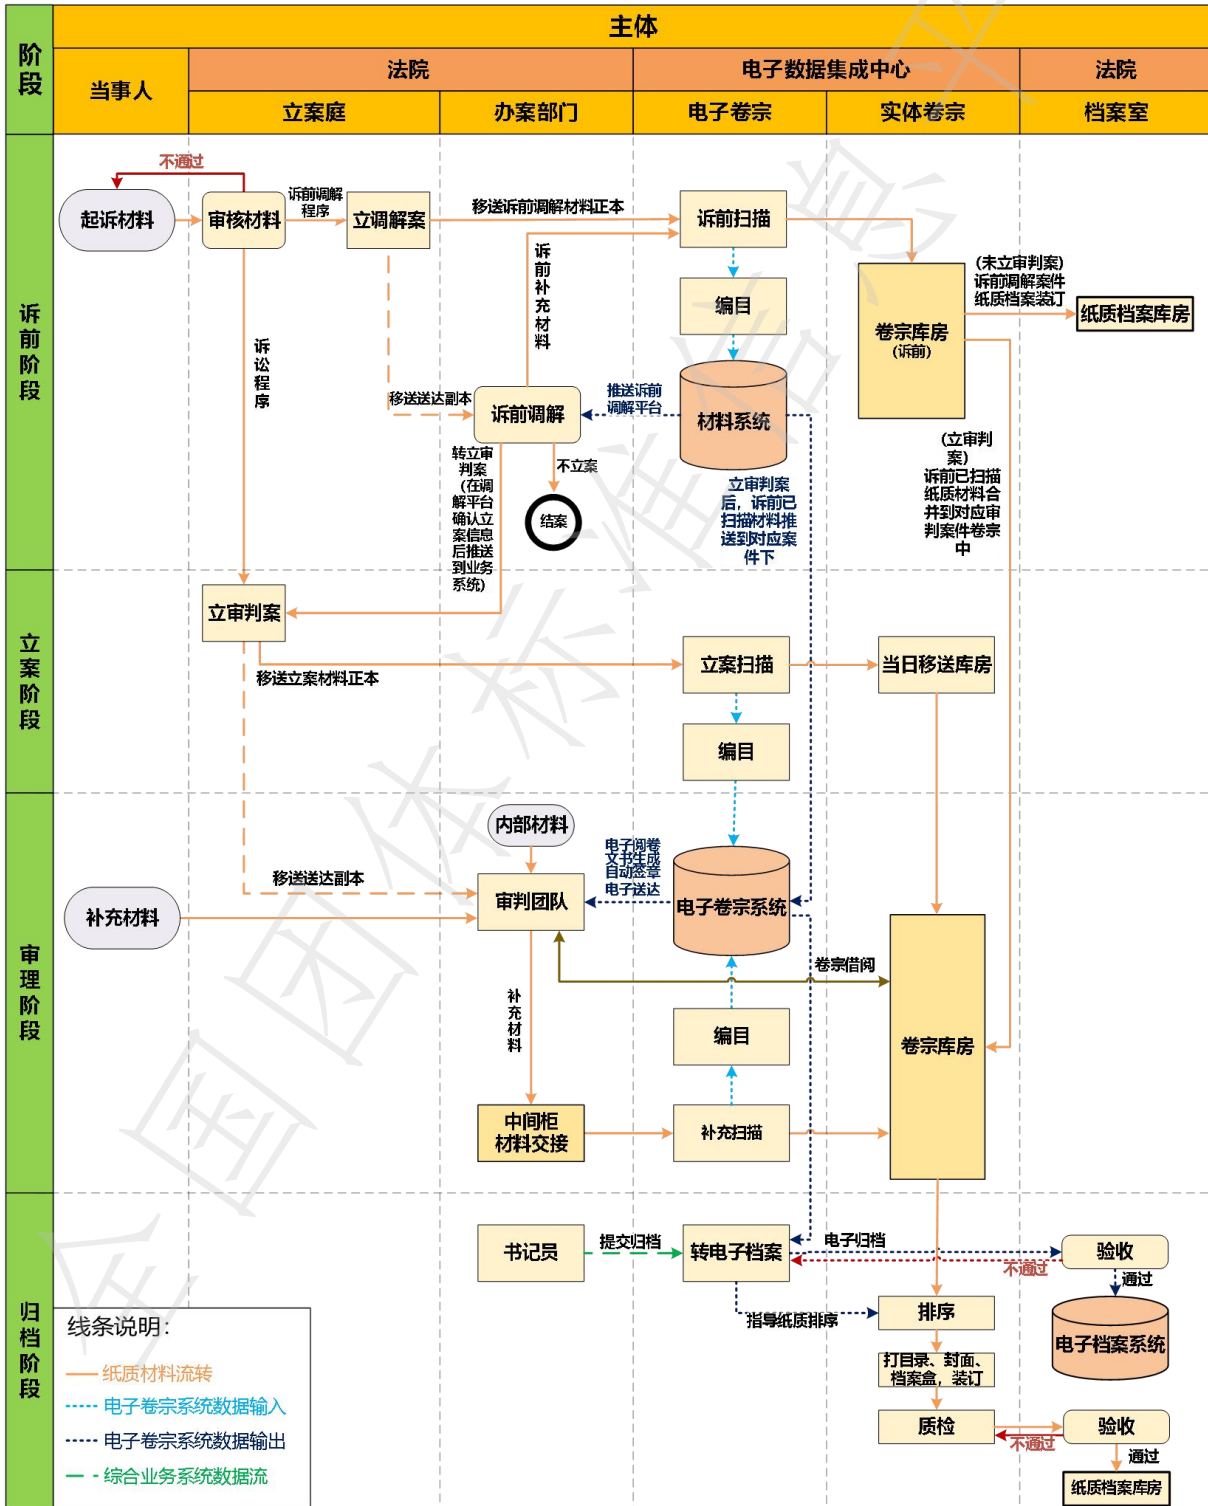 主体
阶
段
当事人
法院
电子数据集成中心
法院
立案庭
办案部门
电子卷宗
实体卷宗
档案室
诉
前
阶
段
不通过
起诉材料
审核材料
诉前调解
程序
立调解案
移送诉前调解材料正本
诉前扫描
诉
前
补
充
材
料
编目
卷宗库房
(诉前)
(未立审判案)
诉前调解案件
纸质档案装订
纸质档案库房
诉
讼
程
序
移送送达副本
诉前调解
推送诉前
调解平台
材料系统
转立审
判案
(在调
解平台
确认立
案信息
后推送
到业务
系统)
不立案
结案
立审判案
后，诉前已
扫描材料推
送到对应案
件下
(立审判
案)
诉前已扫描
纸质材料合
并到对应审
判案件卷宗
中
立
案
阶
段
立审判案
移送立案材料正本
立案扫描
当日移送库房
编目
审
理
阶
段
内部材料
电子阅卷
文书生成
自动签章
电子送达
移送送达副本
补充材料
审判团队
电子卷宗系统
卷宗借阅
补
充
材
料
编目
卷宗库房
中间柜
材料交接
补充扫描
归
档
阶
段
书记员
提交归档
转电子档案
电子归档
不通过
验收
通过
指导纸质排序
排序
电子档案系统
打目录、封面、
档案盒，装订
质检
不通过
验收
通过
纸质档案库房
线条说明：
纸质材料流转
电子卷宗系统数据输入
电子卷宗系统数据输出
综合业务系统数据流
全国团体标准信息平